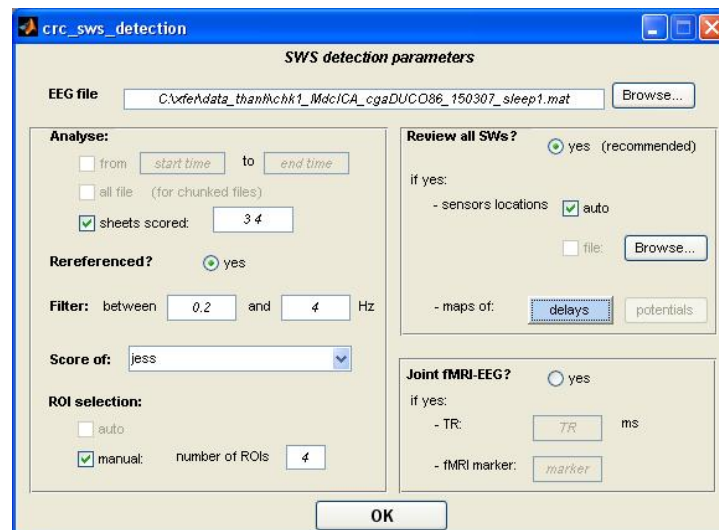 crc_sws_detection
SWS detection parameters
EEG file C:\xfer\data_thanh\chk1_MdcICA_cgaDUCO86_150307_sleep1.mat Browse...
Analyse:
from start time to end time
all file (for chunked files)
sheets scored: 3 4
Rereferenced? yes
Filter: between 0.2 and 4 Hz
Score of: jess
ROI selection:
auto
manual: number of ROIs 4
Review all SWs? yes (recommended)
if yes:
- sensors locations auto
file: Browse...
- maps of: delays potentials
Joint fMRI-EEG? yes
if yes:
- TR: TR ms
- fMRI marker: marker
OK